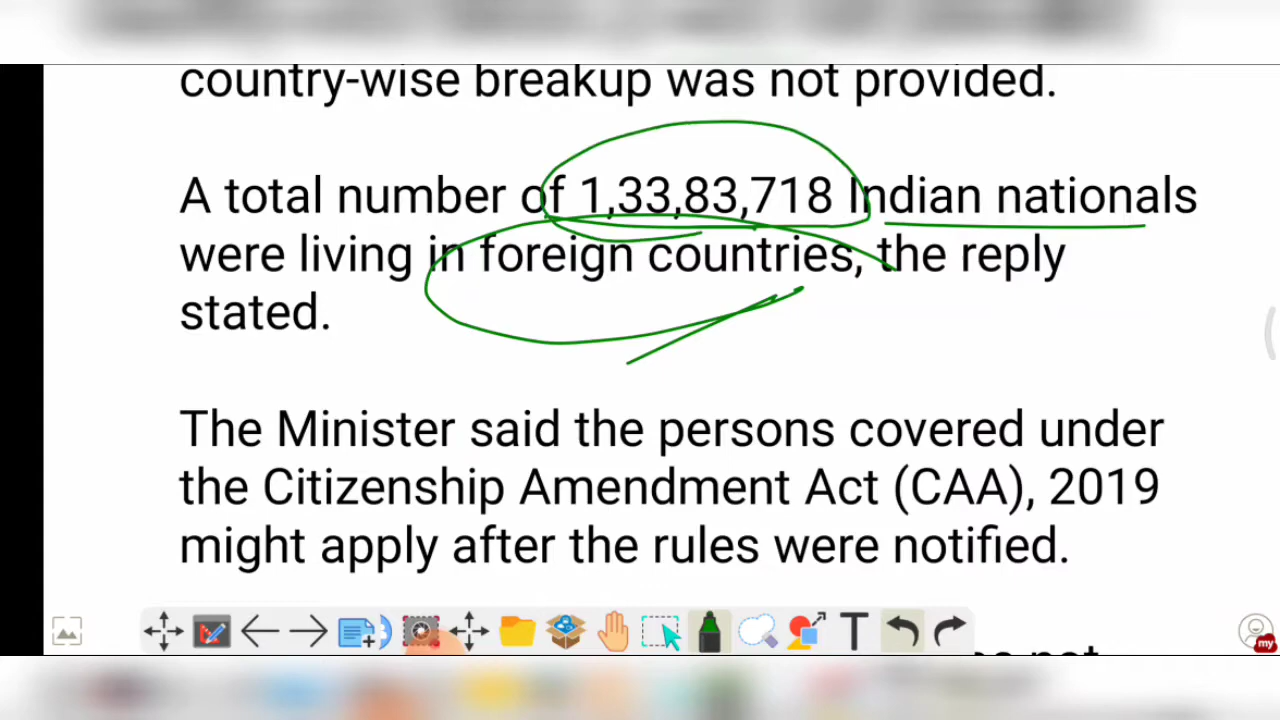 country-wise breakup was not provided.
A total number of 1,33,83,718 Indian nationals
were living in foreign countries, the reply
stated.
The Minister said the persons covered under
the Citizenship Amendment Act (CAA), 2019
might apply after the rules were notified.
T
my
not